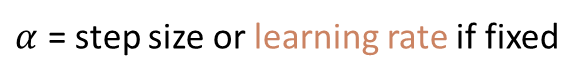 α = step size or learning rate if fixed